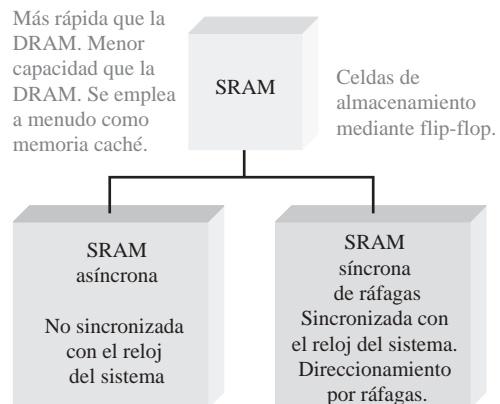 Más rápida que la
DRAM. Menor
capacidad que la
DRAM. Se emplea
a menudo como
memoria caché.
SRAM
Celdas de
almacenamiento
mediante flip-flop.
SRAM
asíncrona
No sincronizada
con el reloj
del sistema
SRAM
síncrona
de ráfagas
Sincronizada con
el reloj del sistema.
Direccionamiento
por ráfagas.